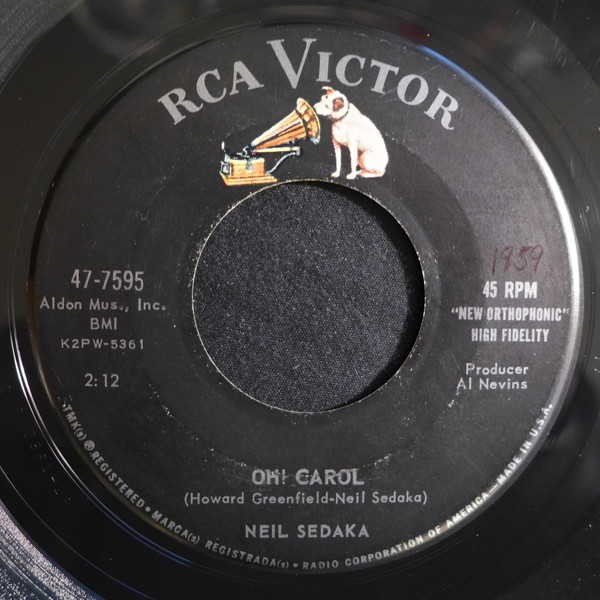 RCA VICTOR
47-7595
Aldon Mus., Inc.
BMI
K2PW-5361
2:12
1959
45 RPM
"NEW ORTHOPHONIC"
HIGH FIDELITY
Producer
Al Nevins
OH! CAROL
(Howard Greenfield-Neil Sedaka)
NEIL SEDAKA
TMK(s) ® REGISTERED • MARCA(s) REGISTRADA(s) • RADIO CORPORATION OF AMERICA — MADE IN U.S.A.